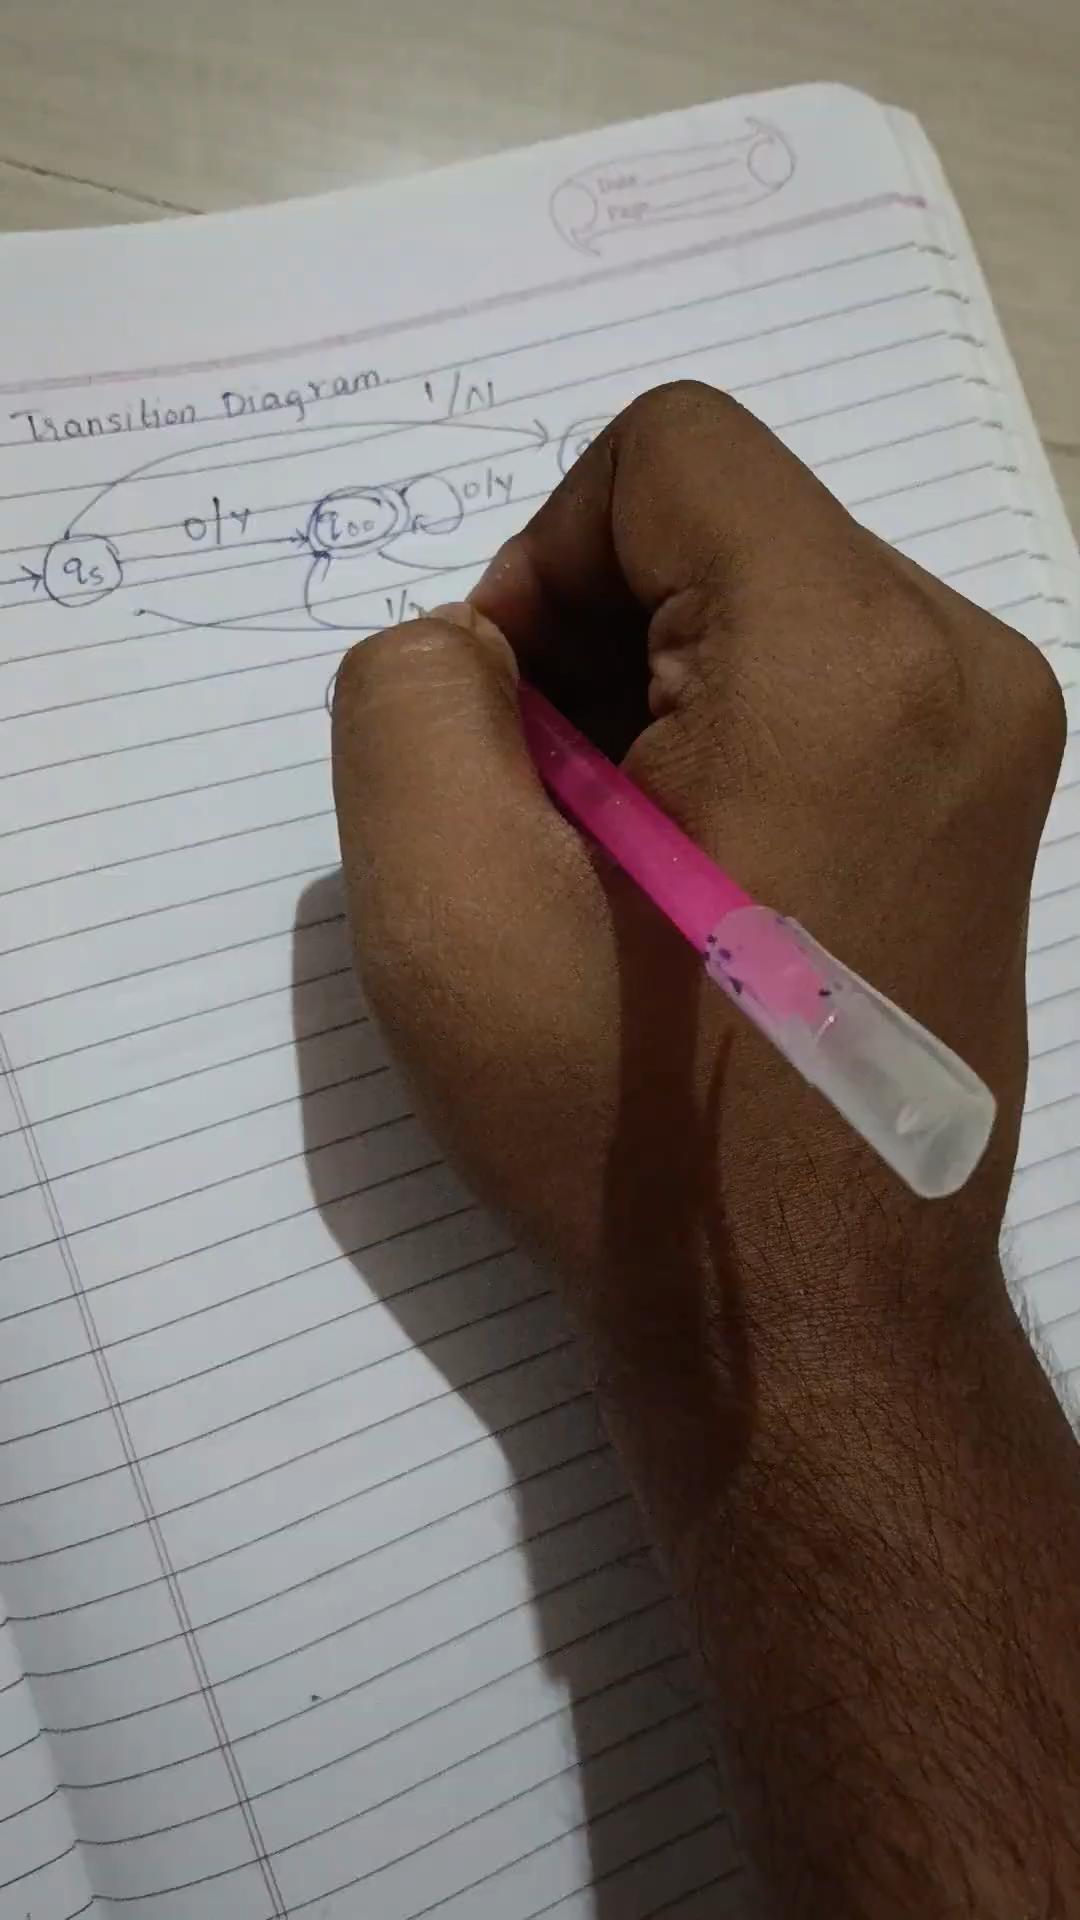 Date
Page
Transition Diagram.
1/N
0/Y
q00
0/Y
qs